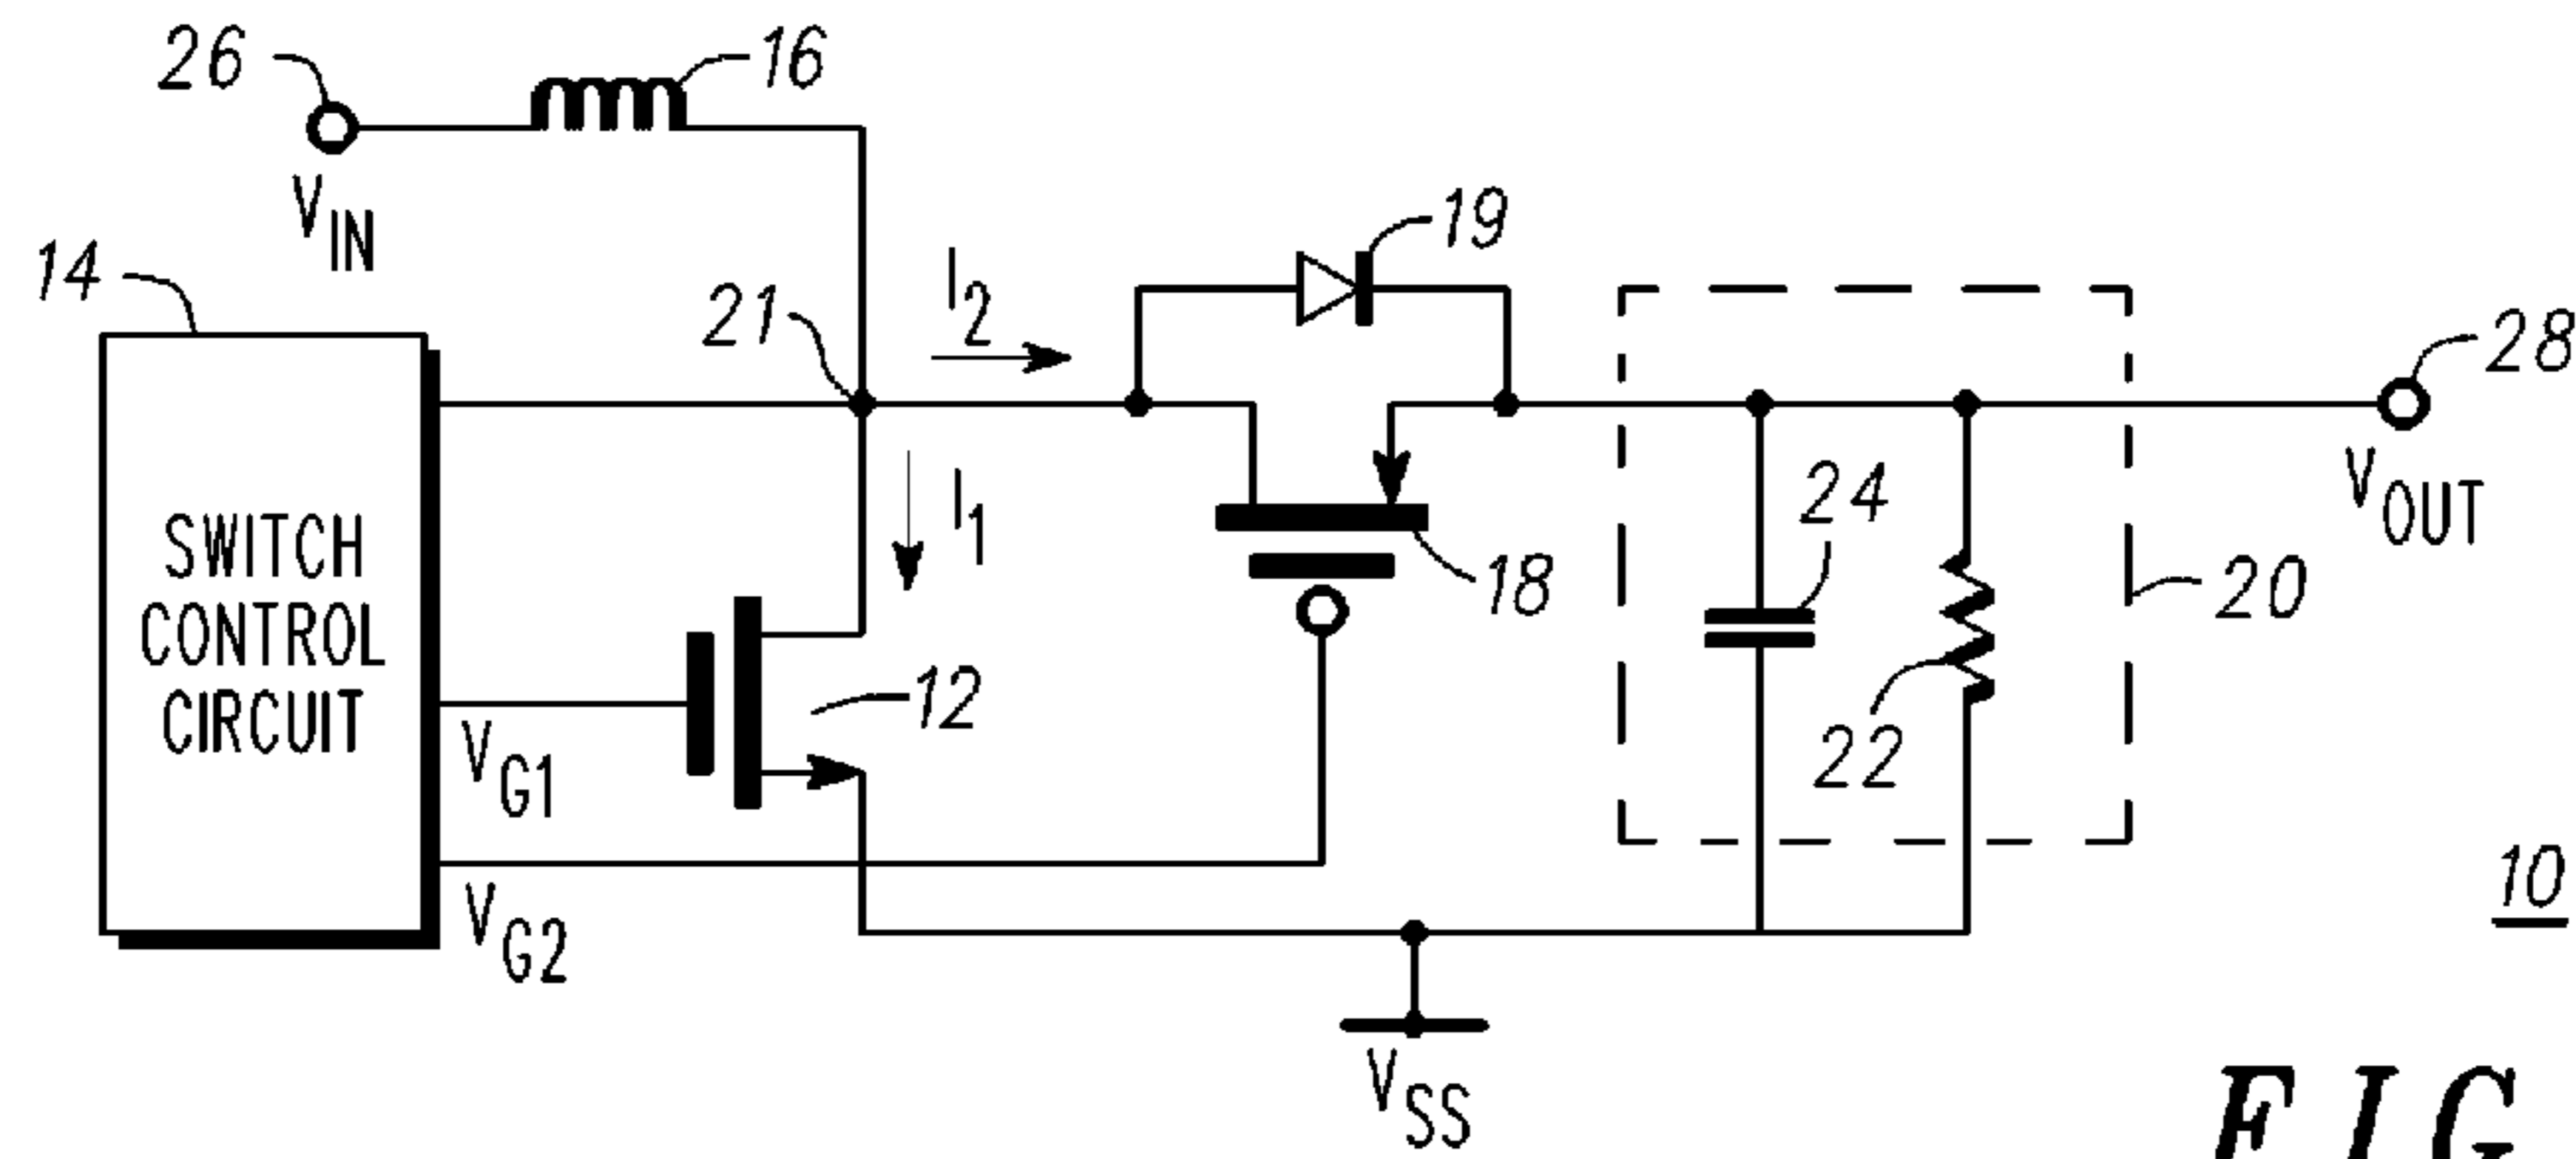 26
16
V_IN
14
19
I_2
21
28
SWITCH
CONTROL
CIRCUIT
I_1
24
V_OUT
18
20
12
22
V_G1
10
V_G2
V_SS
FIG